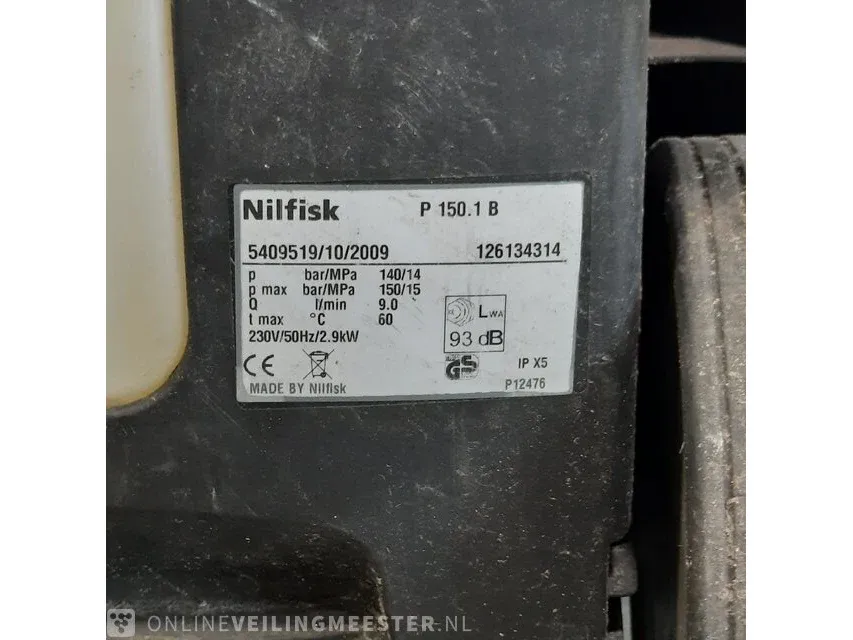 Nilfisk P 150.1 B
5409519/10/2009 126134314
p bar/MPa 140/14
p max bar/MPa 150/15
Q l/min 9.0
t max °C 60
230V/50Hz/2.9kW
LWA
93 dB
CE
GS
IP X5
MADE BY Nilfisk P12476
ONLINEVEILINGMEESTER.NL